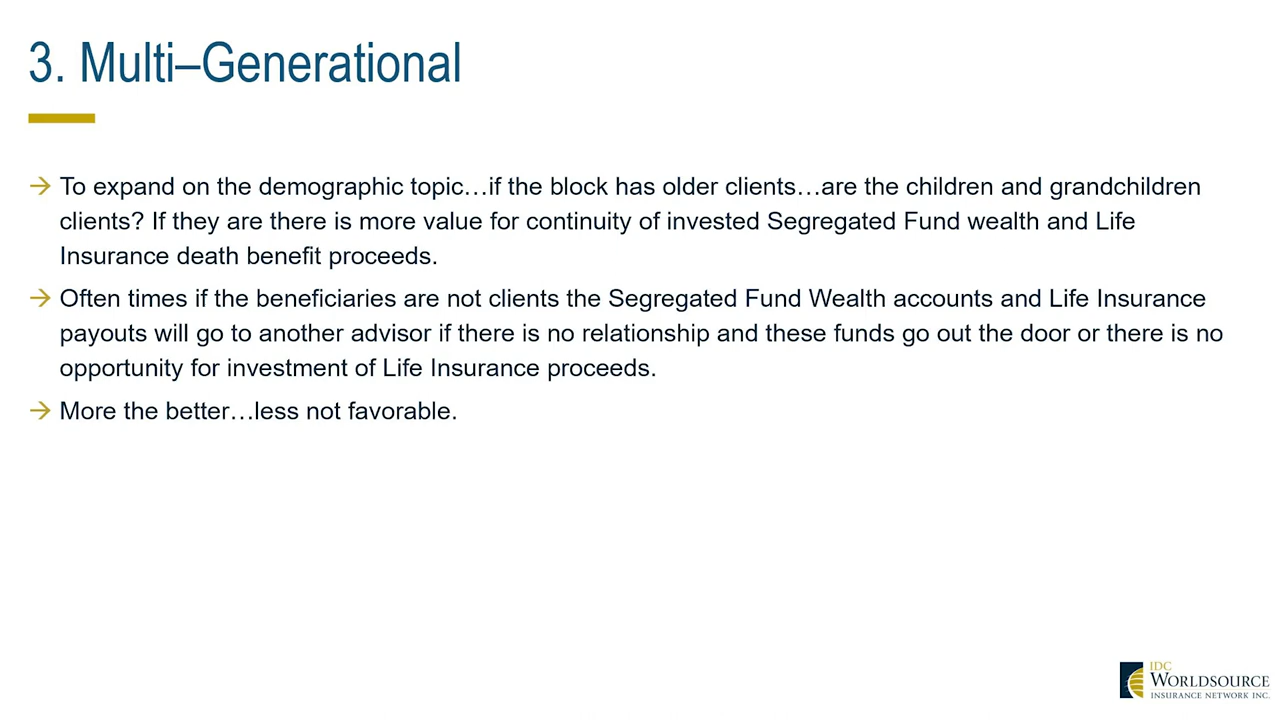 3. Multi–Generational
→ To expand on the demographic topic…if the block has older clients…are the children and grandchildren
clients? If they are there is more value for continuity of invested Segregated Fund wealth and Life
Insurance death benefit proceeds.
→ Often times if the beneficiaries are not clients the Segregated Fund Wealth accounts and Life Insurance
payouts will go to another advisor if there is no relationship and these funds go out the door or there is no
opportunity for investment of Life Insurance proceeds.
→ More the better…less not favorable.
IDC
WORLDSOURCE
INSURANCE NETWORK INC.